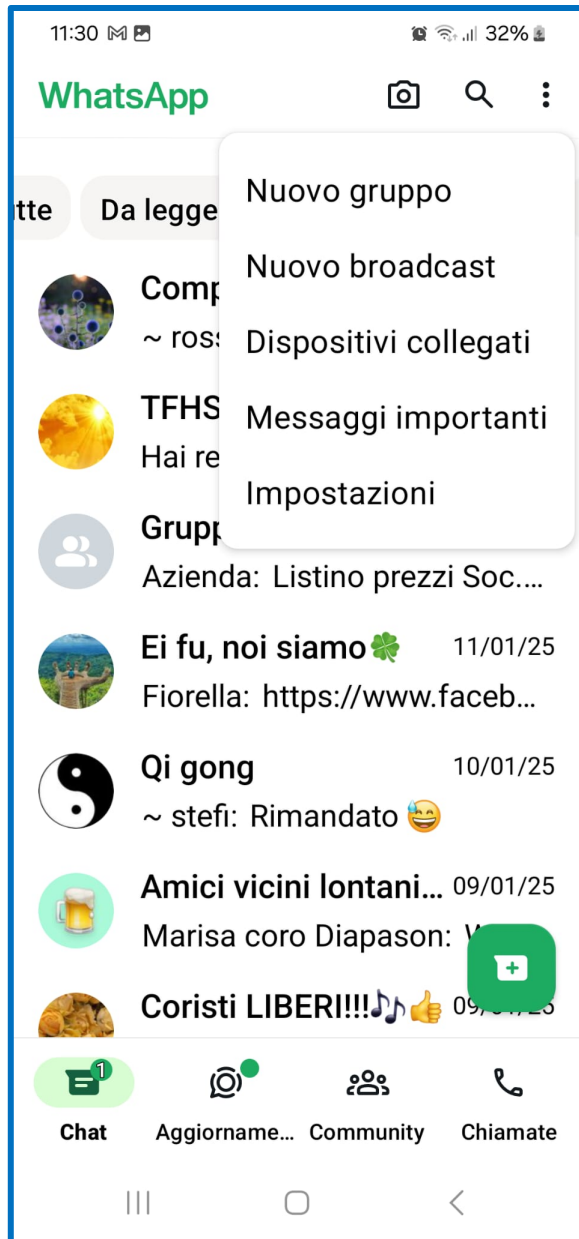 11:30 32%
WhatsApp
tte Da legge
Nuovo gruppo
Nuovo broadcast
Dispositivi collegati
Messaggi importanti
Impostazioni
Comp
~ ross
TFHS
Hai re
Grupp
Azienda: Listino prezzi Soc....
Ei fu, noi siamo🍀 11/01/25
Fiorella: https://www.faceb...
Qi gong 10/01/25
~ stefi: Rimandato 😅
Amici vicini lontani... 09/01/25
Marisa coro Diapason:
Coristi LIBERI!!!🎶👍 09/01/25
1
Chat Aggiorname... Community Chiamate